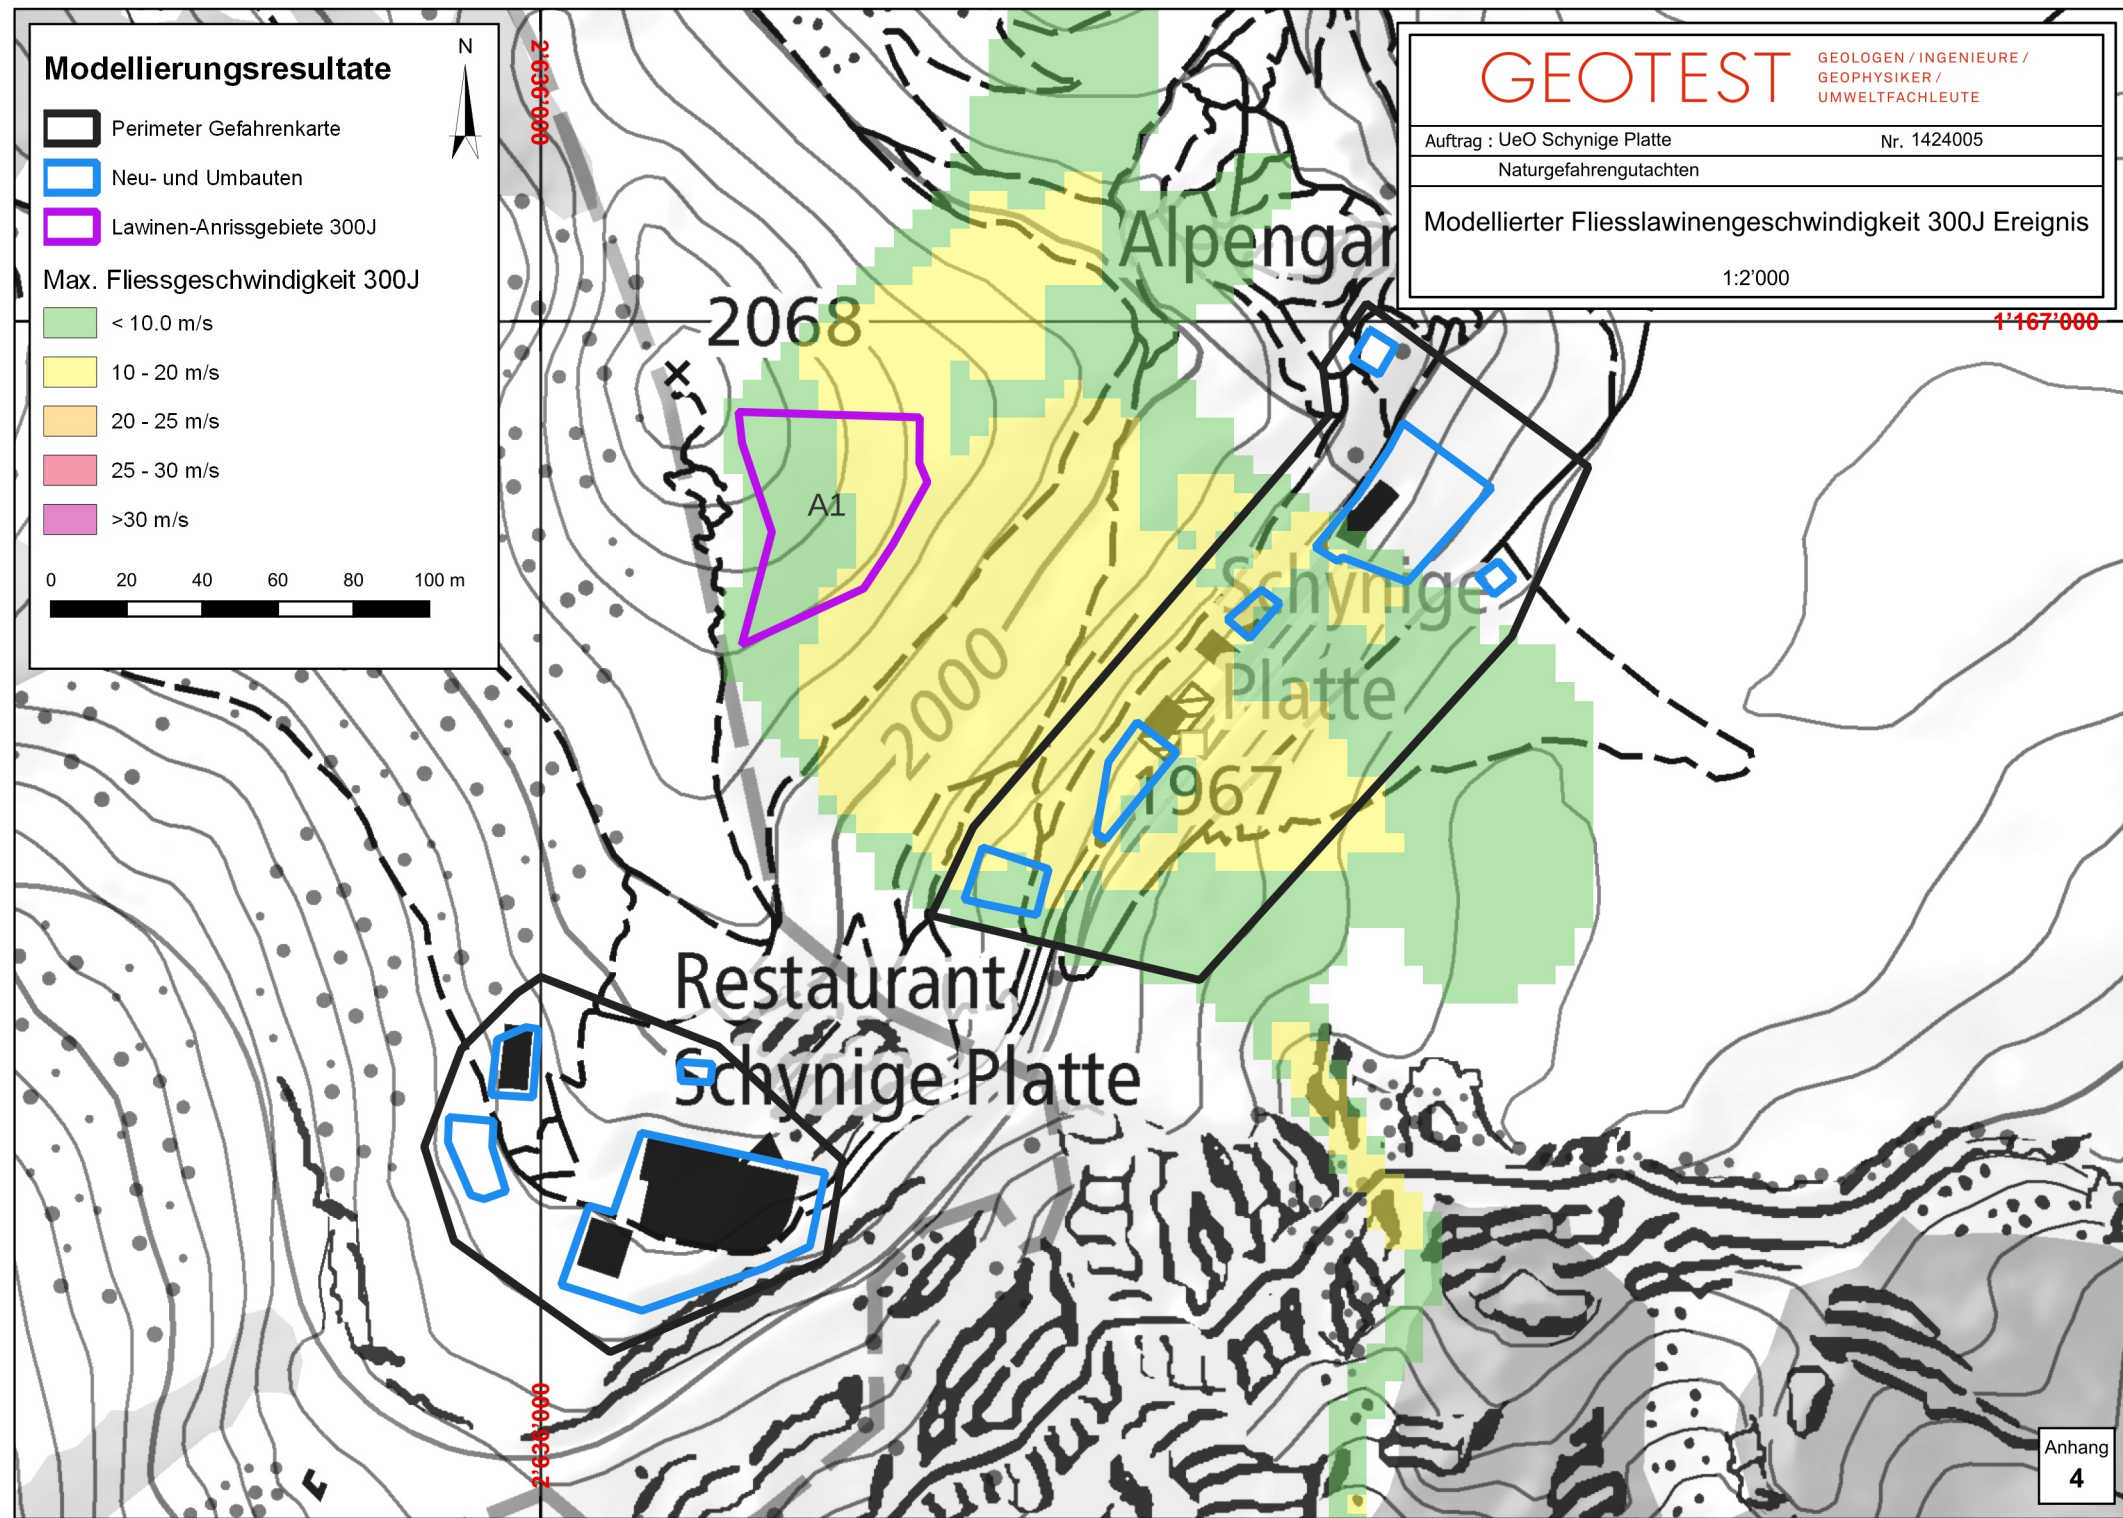 Modellierungsresultate
N
Perimeter Gefahrenkarte
Neu- und Umbauten
Lawinen-Anrissgebiete 300J
Max. Fliessgeschwindigkeit 300J
< 10.0 m/s
10 - 20 m/s
20 - 25 m/s
25 - 30 m/s
>30 m/s
0 20 40 60 80 100 m
2'636'000
GEOTEST
GEOLOGEN / INGENIEURE /
GEOPHYSIKER /
UMWELTFACHLEUTE
Auftrag : UeO Schynige Platte Nr. 1424005
Naturgefahrengutachten
Modellierter Fliesslawinengeschwindigkeit 300J Ereignis
1:2'000
1'167'000
Alpengar
2068
A1
2000
Schynige
Platte
1967
Restaurant
Schynige Platte
2'636'000
Anhang
4